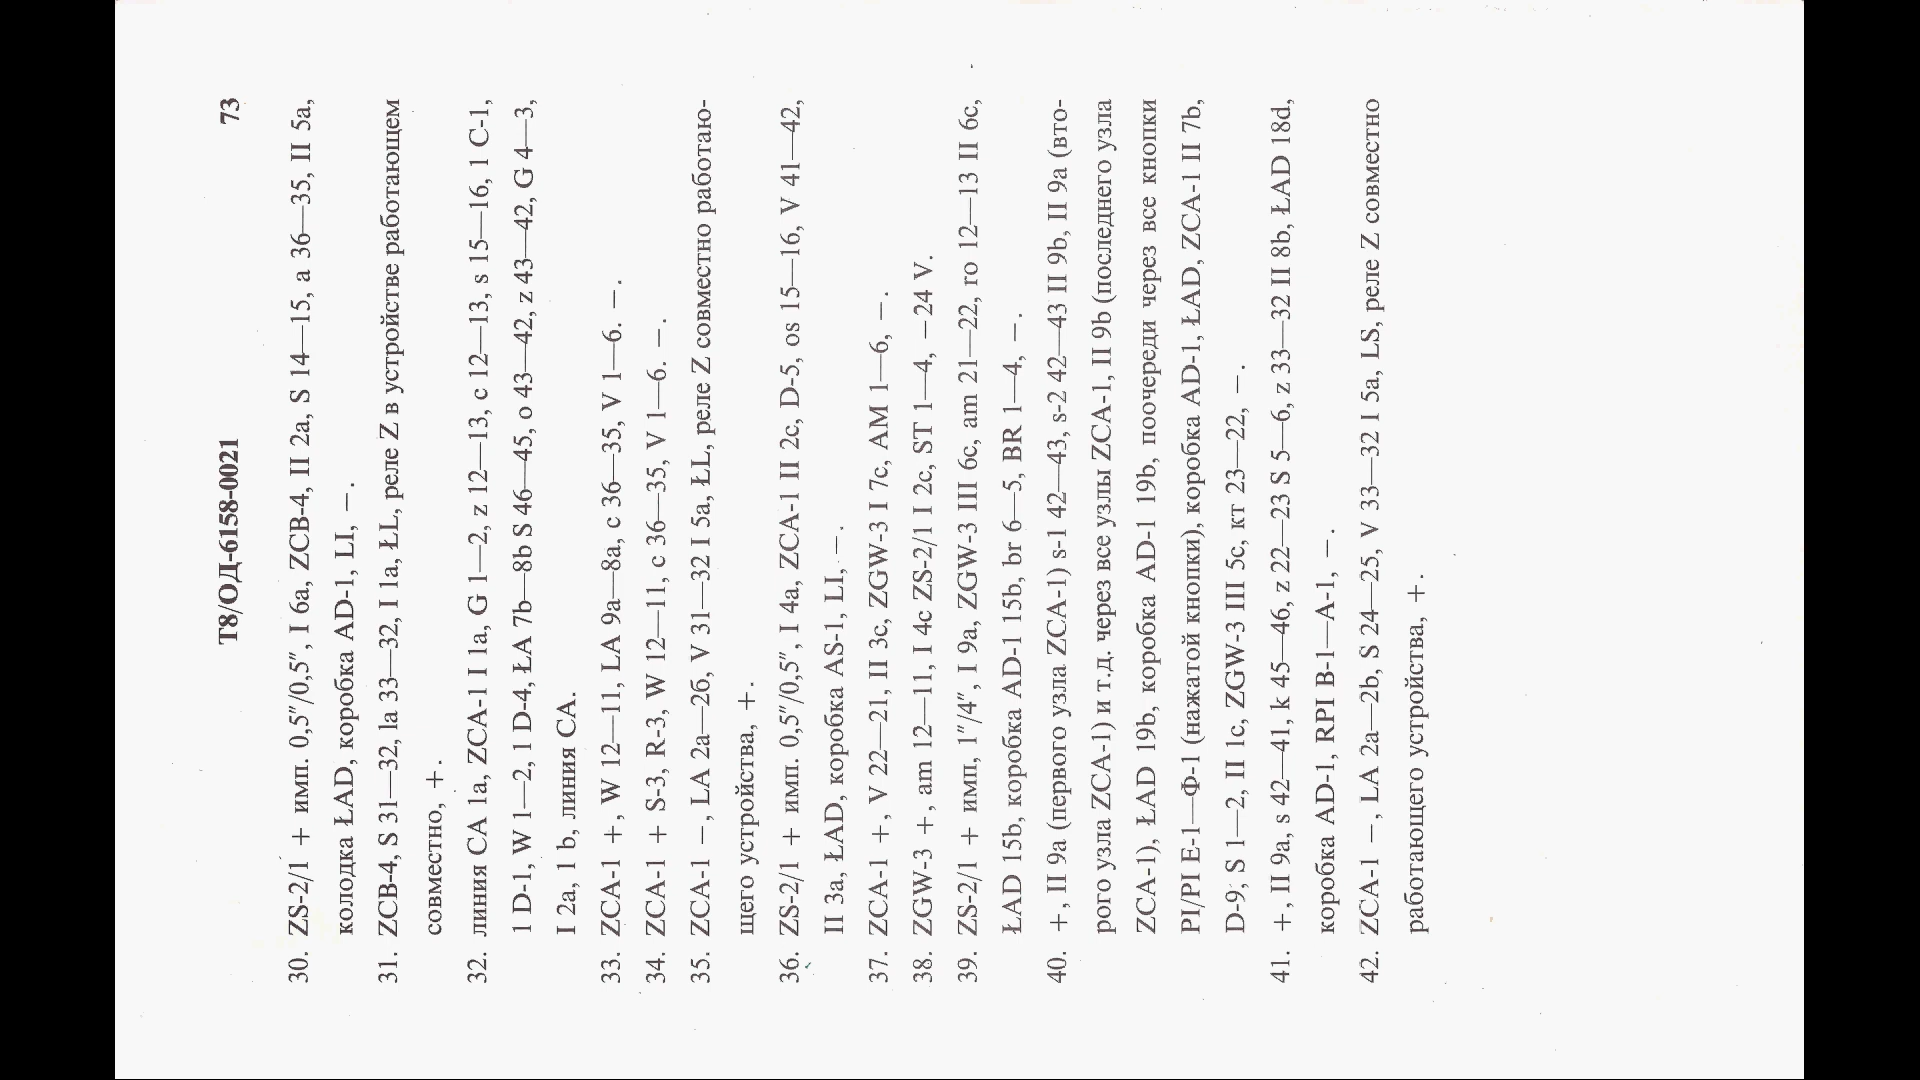 Т8/ОД-6158-0021 73
30. ZS-2/1 + имп. 0,5″/0,5″, I 6a, ZCB-4, II 2a, S 14—15, a 36—35, II 5a,
колодка ŁAD, коробка AD-1, LI, −.
31. ZCB-4, S 31—32, la 33—32, I 1a, ŁL, реле Z в устройстве работающем
совместно, +.
32. линия CA 1a, ZCA-1 I 1a, G 1—2, z 12—13, c 12—13, s 15—16, 1 C-1,
1 D-1, W 1—2, 1 D-4, ŁA 7b—8b S 46—45, o 43—42, z 43—42, G 4—3,
I 2a, 1 b, линия CA.
33. ZCA-1 +, W 12—11, LA 9a—8a, c 36—35, V 1—6. −.
34. ZCA-1 + S-3, R-3, W 12—11, c 36—35, V 1—6. −.
35. ZCA-1 −, LA 2a—2б, V 31—32 I 5a, ŁL, реле Z совместно работаю-
щего устройства, +.
36. ZS-2/1 + имп. 0,5″/0,5″, I 4a, ZCA-1 II 2c, D-5, os 15—16, V 41—42,
II 3a, ŁAD, коробка AS-1, LI, −.
37. ZCA-1 +, V 22—21, II 3c, ZGW-3 I 7c, AM 1—6, −.
38. ZGW-3 +, am 12—11, I 4c ZS-2/1 I 2c, ST 1—4, −24 V.
39. ZS-2/1 + имп, 1″/4″, I 9a, ZGW-3 III 6c, am 21—22, ro 12—13 II 6c,
ŁAD 15b, коробка AD-1 15b, br 6—5, BR 1—4, −.
40. +, II 9a (первого узла ZCA-1) s-1 42—43, s-2 42—43 II 9b, II 9a (вто-
рого узла ZCA-1) и т.д. через все узлы ZCA-1, II 9b (последнего узла
ZCA-1), ŁAD 19b, коробка AD-1 19b, поочереди через все кнопки
PI/PI E-1—Ф-1 (нажатой кнопки), коробка AD-1, ŁAD, ZCA-1 II 7b,
D-9, S 1—2, II 1c, ZGW-3 III 5c, кт 23—22, −.
41. +, II 9a, s 42—41, k 45—46, z 22—23 S 5—6, z 33—32 II 8b, ŁAD 18d,
коробка AD-1, RPI B-1—A-1, −.
42. ZCA-1 −, LA 2a—2b, S 24—25, V 33—32 I 5a, LS, реле Z совместно
работающего устройства, +.